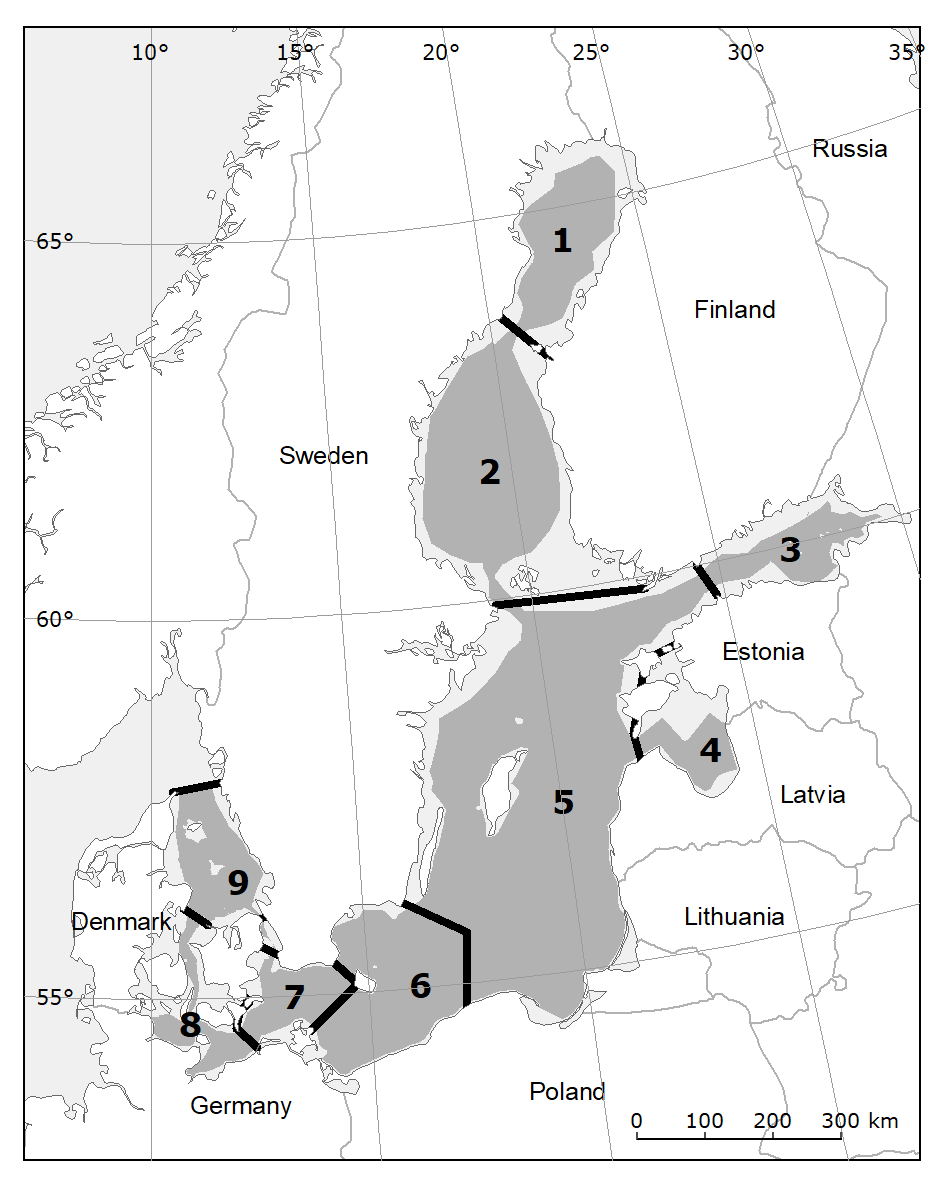 10° 15° 20° 25° 30° 35°
Russia
65°
1
Finland
Sweden
2
3
60°
Estonia
4
5
Latvia
9
Denmark
Lithuania
6
55°
7
8
Poland
Germany
0 100 200 300 km